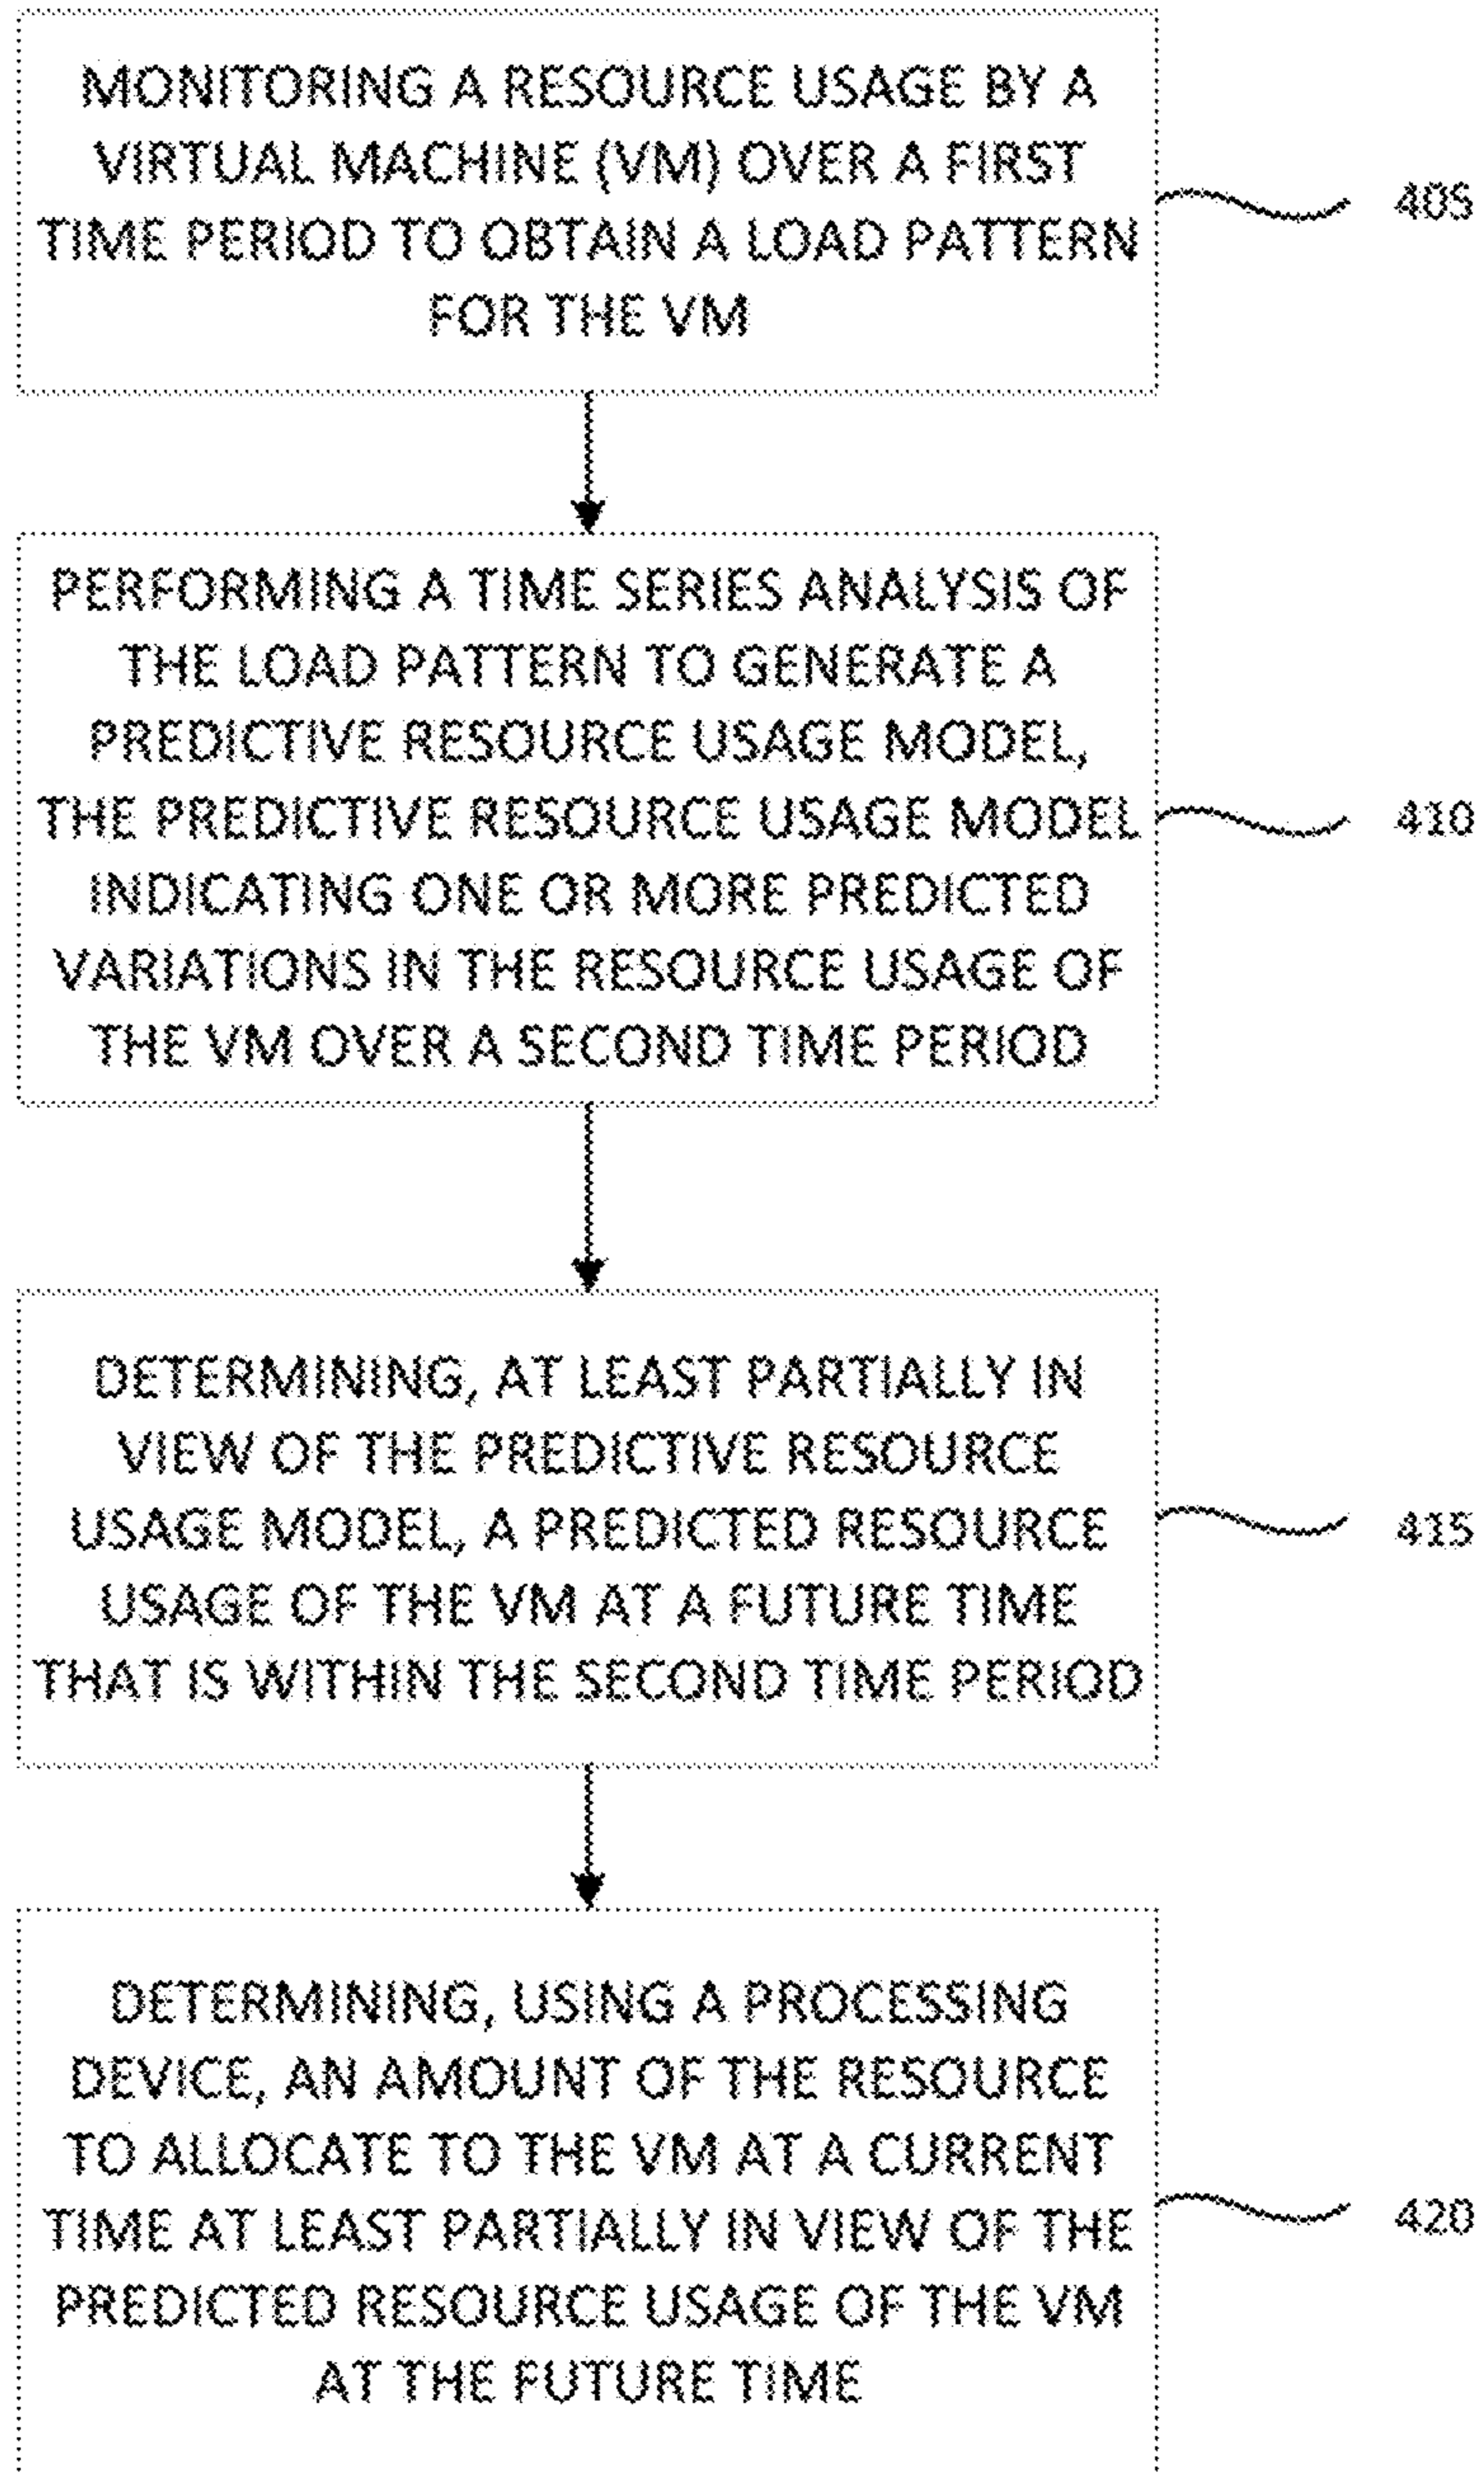 MONITORING A RESOURCE USAGE BY A
VIRTUAL MACHINE (VM) OVER A FIRST
TIME PERIOD TO OBTAIN A LOAD PATTERN
FOR THE VM
405
PERFORMING A TIME SERIES ANALYSIS OF
THE LOAD PATTERN TO GENERATE A
PREDICTIVE RESOURCE USAGE MODEL,
THE PREDICTIVE RESOURCE USAGE MODEL
INDICATING ONE OR MORE PREDICTED
VARIATIONS IN THE RESOURCE USAGE OF
THE VM OVER A SECOND TIME PERIOD
410
DETERMINING, AT LEAST PARTIALLY IN
VIEW OF THE PREDICTIVE RESOURCE
USAGE MODEL, A PREDICTED RESOURCE
USAGE OF THE VM AT A FUTURE TIME
THAT IS WITHIN THE SECOND TIME PERIOD
415
DETERMINING, USING A PROCESSING
DEVICE, AN AMOUNT OF THE RESOURCE
TO ALLOCATE TO THE VM AT A CURRENT
TIME AT LEAST PARTIALLY IN VIEW OF THE
PREDICTED RESOURCE USAGE OF THE VM
AT THE FUTURE TIME
420